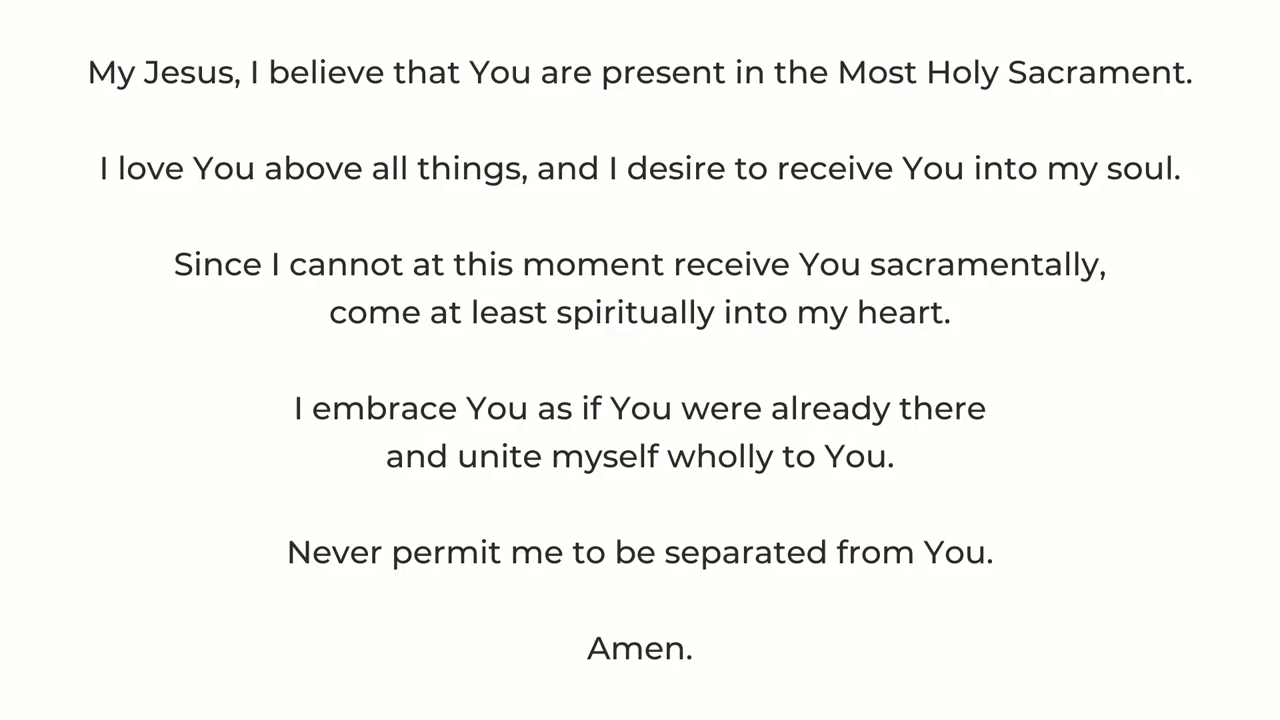 My Jesus, I believe that You are present in the Most Holy Sacrament.
I love You above all things, and I desire to receive You into my soul.
Since I cannot at this moment receive You sacramentally,
come at least spiritually into my heart.
I embrace You as if You were already there
and unite myself wholly to You.
Never permit me to be separated from You.
Amen.